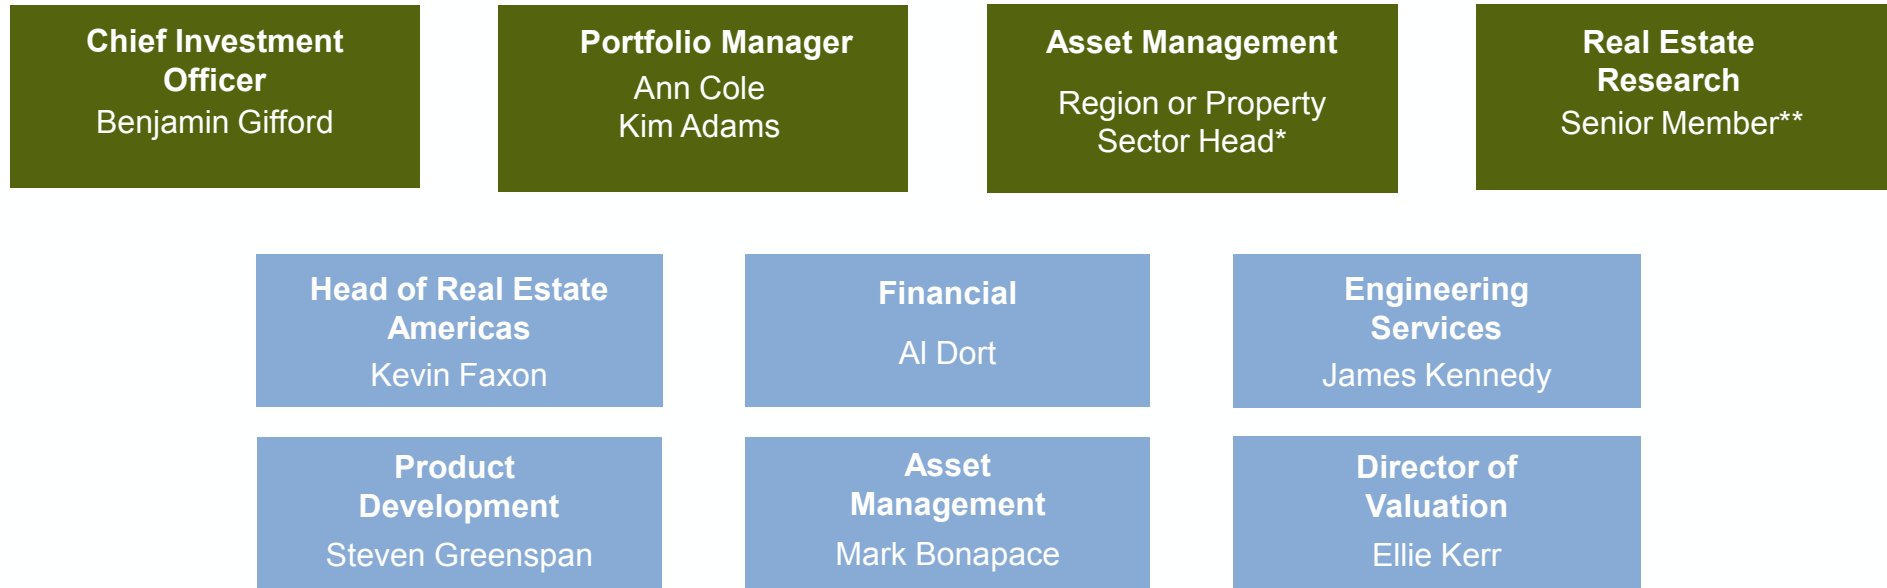 Chief Investment
Officer
Benjamin Gifford
Portfolio Manager
Ann Cole
Kim Adams
Asset Management
Region or Property
Sector Head*
Real Estate
Research
Senior Member**
Head of Real Estate
Americas
Kevin Faxon
Financial
Al Dort
Engineering
Services
James Kennedy
Product
Development
Steven Greenspan
Asset
Management
Mark Bonapace
Director of
Valuation
Ellie Kerr